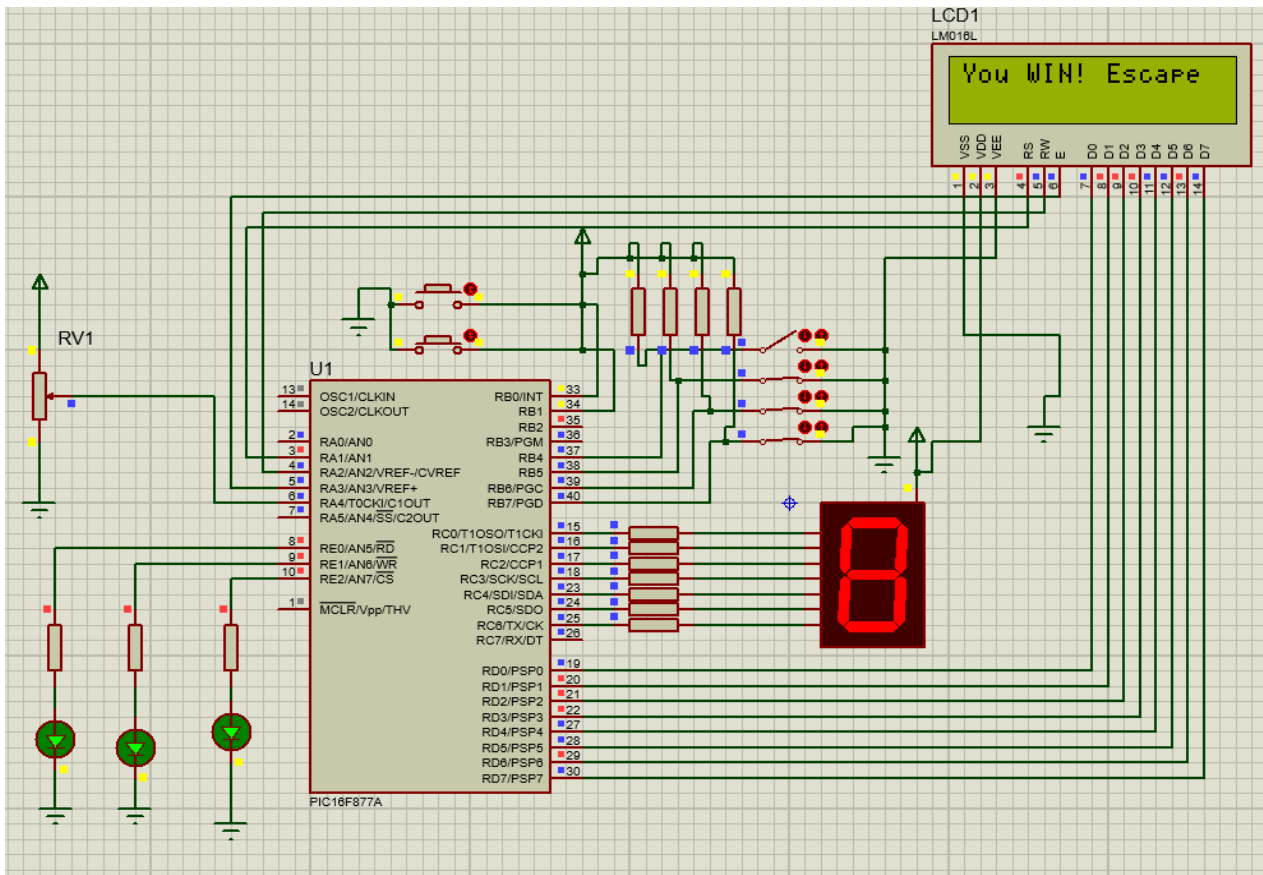 LCD1
LM016L
You WIN! Escape
VSS
VDD
VEE
RS
RW
E
D0
D1
D2
D3
D4
D5
D6
D7
1
2
3
4
5
6
7
8
9
10
11
12
13
14
RV1
U1
13 OSC1/CLKIN
14 OSC2/CLKOUT
2 RA0/AN0
3 RA1/AN1
4 RA2/AN2/VREF-/CVREF
5 RA3/AN3/VREF+
6 RA4/T0CKI/C1OUT
7 RA5/AN4/SS/C2OUT
8 RE0/AN5/RD
9 RE1/AN6/WR
10 RE2/AN7/CS
1 MCLR/Vpp/THV
RB0/INT 33
RB1 34
RB2 35
RB3/PGM 36
RB4 37
RB5 38
RB6/PGC 39
RB7/PGD 40
RC0/T1OSO/T1CKI 15
RC1/T1OSI/CCP2 16
RC2/CCP1 17
RC3/SCK/SCL 18
RC4/SDI/SDA 23
RC5/SDO 24
RC6/TX/CK 25
RC7/RX/DT 26
RD0/PSP0 19
RD1/PSP1 20
RD2/PSP2 21
RD3/PSP3 22
RD4/PSP4 27
RD5/PSP5 28
RD6/PSP6 29
RD7/PSP7 30
8
PIC16F877A